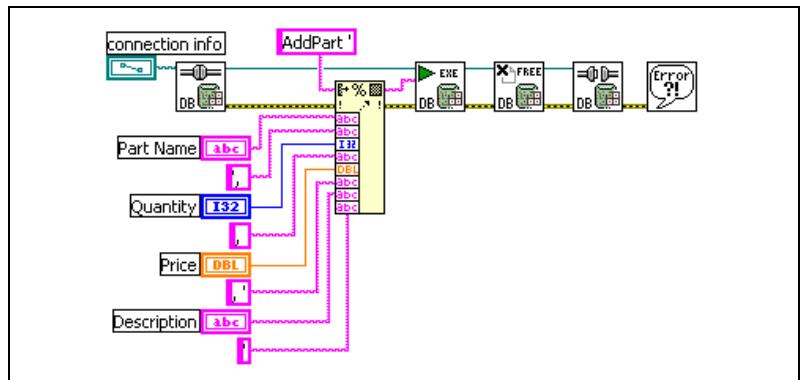 connection info
AddPart '
DB
% 
! !
EXE
DB
FREE
DB
DB
Error
?!
Part Name
abc
abc
abc
',
I32
Quantity
I32
abc
,
DBL
Price
DBL
abc
,'
abc
Description
abc
abc
'